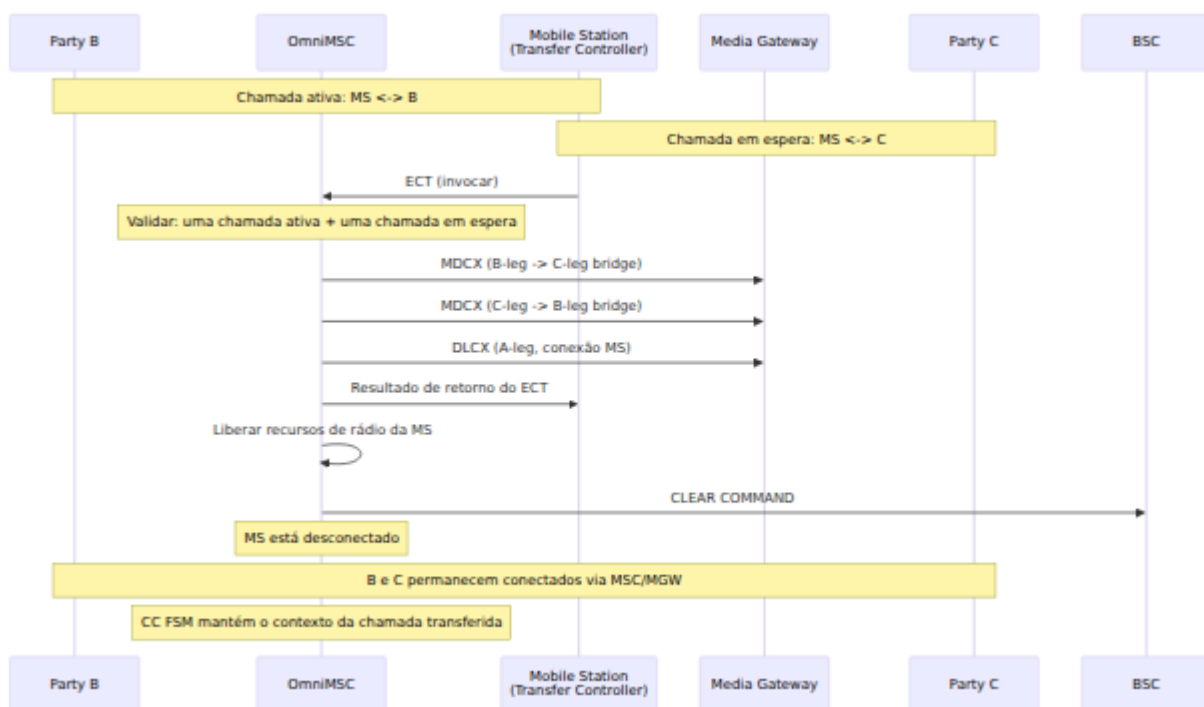 Party B
OmniMSC
Mobile Station
(Transfer Controller)
Media Gateway
Party C
BSC
Chamada ativa: MS <-> B
Chamada em espera: MS <-> C
ECT (invocar)
Validar: uma chamada ativa + uma chamada em espera
MDCX (B-leg -> C-leg bridge)
MDCX (C-leg -> B-leg bridge)
DLCX (A-leg, conexão MS)
Resultado de retorno do ECT
Liberar recursos de rádio da MS
CLEAR COMMAND
MS está desconectado
B e C permanecem conectados via MSC/MGW
CC FSM mantém o contexto da chamada transferida
Party B
OmniMSC
Mobile Station
(Transfer Controller)
Media Gateway
Party C
BSC